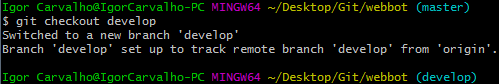 Igor Carvalho@IgorCarvalho-PC MINGW64 ~/Desktop/Git/webbot (master)
$ git checkout develop
Switched to a new branch 'develop'
Branch 'develop' set up to track remote branch 'develop' from 'origin'.
Igor Carvalho@IgorCarvalho-PC MINGW64 ~/Desktop/Git/webbot (develop)